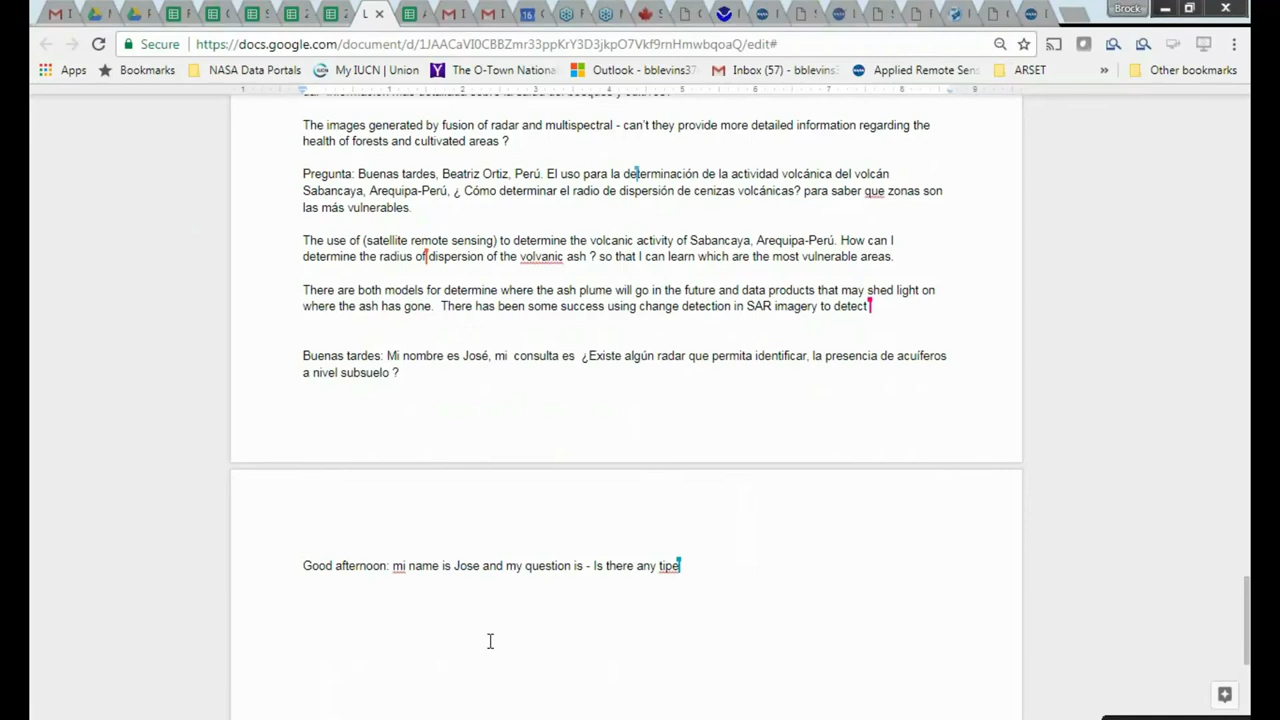 Brock
Secure
https://docs.google.com/document/d/1JAACaVI0CBBZmr33ppKrY3D3jkpO7Vkf9rnHmwbqoaQ/edit#
Apps
Bookmarks
NASA Data Portals
My IUCN | Union
The O-Town Nationa
Outlook - bblevins37
Inbox (57) - bblevins
Applied Remote Sens
ARSET
Other bookmarks
The images generated by fusion of radar and multispectral - can't they provide more detailed information regarding the
health of forests and cultivated areas ?
Pregunta: Buenas tardes, Beatriz Ortiz, Perú. El uso para la determinación de la actividad volcánica del volcán
Sabancaya, Arequipa-Perú, ¿ Cómo determinar el radio de dispersión de cenizas volcánicas? para saber que zonas son
las más vulnerables.
The use of (satellite remote sensing) to determine the volcanic activity of Sabancaya, Arequipa-Perú. How can I
determine the radius of dispersion of the volvanic ash ? so that I can learn which are the most vulnerable areas.
There are both models for determine where the ash plume will go in the future and data products that may shed light on
where the ash has gone. There has been some success using change detection in SAR imagery to detect
Buenas tardes: Mi nombre es José, mi consulta es ¿Existe algún radar que permita identificar, la presencia de acuíferos
a nivel subsuelo ?
Good afternoon: mi name is Jose and my question is - Is there any tipe